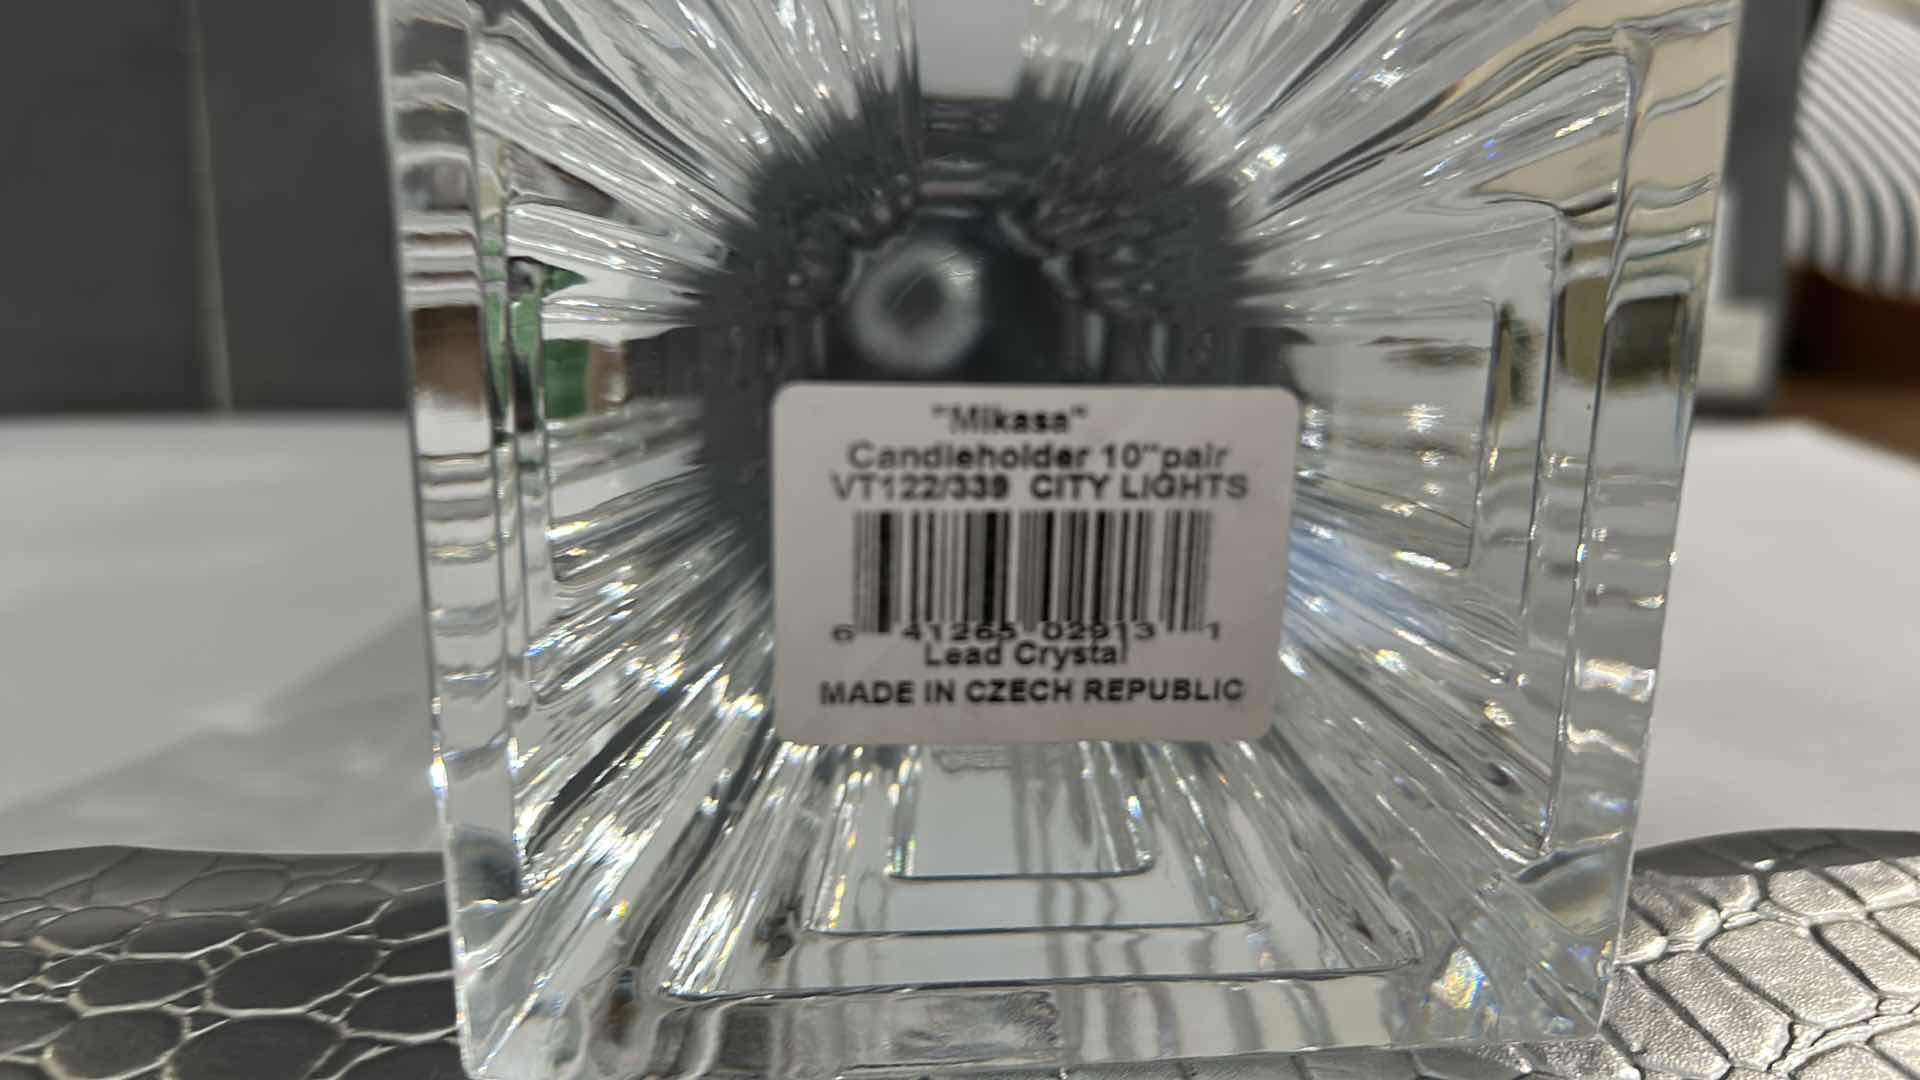 "Mikasa"
Candleholder 10"pair
VT122/339 CITY LIGHTS
6 41265 02913 1
Lead Crystal
MADE IN CZECH REPUBLIC